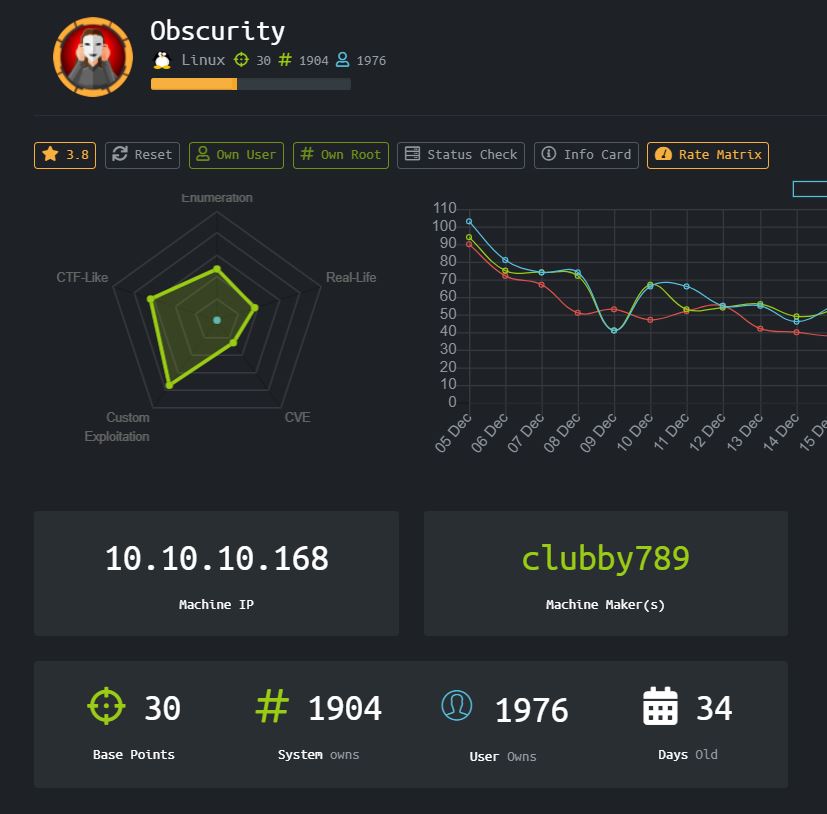 Obscurity
Linux 30 1904 1976
3.8 Reset Own User Own Root Status Check Info Card Rate Matrix
Enumeration
CTF-Like
Real-Life
Custom
Exploitation
CVE
110
100
90
80
70
60
50
40
30
20
10
0
05 Dec 06 Dec 07 Dec 08 Dec 09 Dec 10 Dec 11 Dec 12 Dec 13 Dec 14 Dec 15 De
10.10.10.168
Machine IP
clubby789
Machine Maker(s)
30 1904 1976 34
Base Points System owns User Owns Days Old